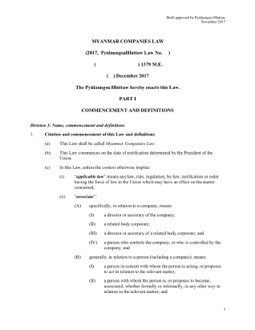 Draft approved by Pyidaungsu Hluttaw
November 2017
MYANMAR COMPANIES LAW
(2017, Pyidaungsu Hluttaw Law No. )
( ) 1379 M.E.
( ) December 2017
The Pyidaungsu Hluttaw hereby enacts this Law.
PART I
COMMENCEMENT AND DEFINITIONS
Division 1: Name, commencement and definitions
1. Citation and commencement of this Law and definitions
(a) This Law shall be called Myanmar Companies Law.
(b) This Law commences on the date of notification determined by the President of the
Union.
(c) In this Law, unless the context otherwise implies:
(i) "applicable law" means any law, rule, regulation, by-law, notification or order
having the force of law in the Union which may have an effect on the matter
concerned;
(ii) "associate":
(A) specifically, in relation to a company, means:
(I) a director or secretary of the company;
(II) a related body corporate;
(III) a director or secretary of a related body corporate; and
(IV) a person who controls the company, or who is controlled by the
company; and
(B) generally, in relation to a person (including a company), means:
(I) a person in concert with whom the person is acting, or proposes
to act in relation to the relevant matter;
(II) a person with whom the person is, or proposes to become,
associated, whether formally or informally, in any other way in
relation to the relevant matter; and
1